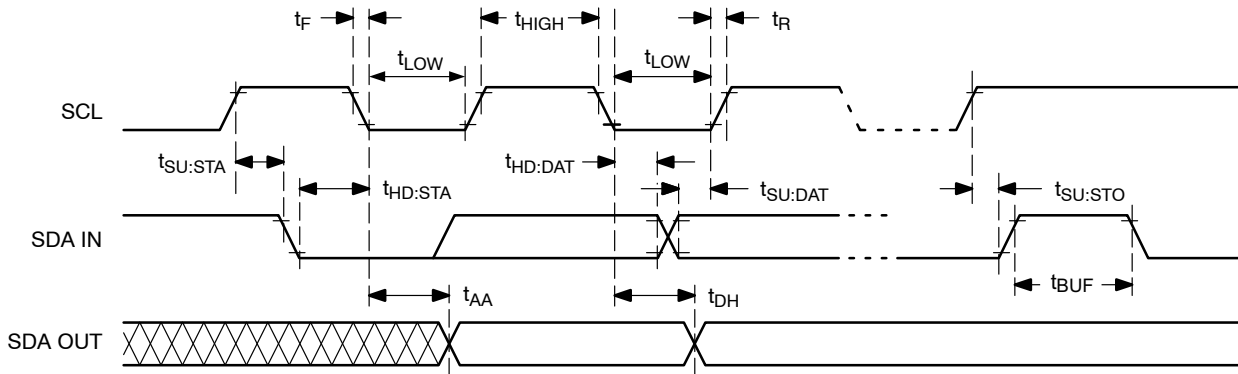 tF tHIGH tR
tLOW tLOW
SCL
tSU:STA tHD:STA tHD:DAT tSU:DAT tSU:STO
SDA IN
tBUF
tAA tDH
SDA OUT